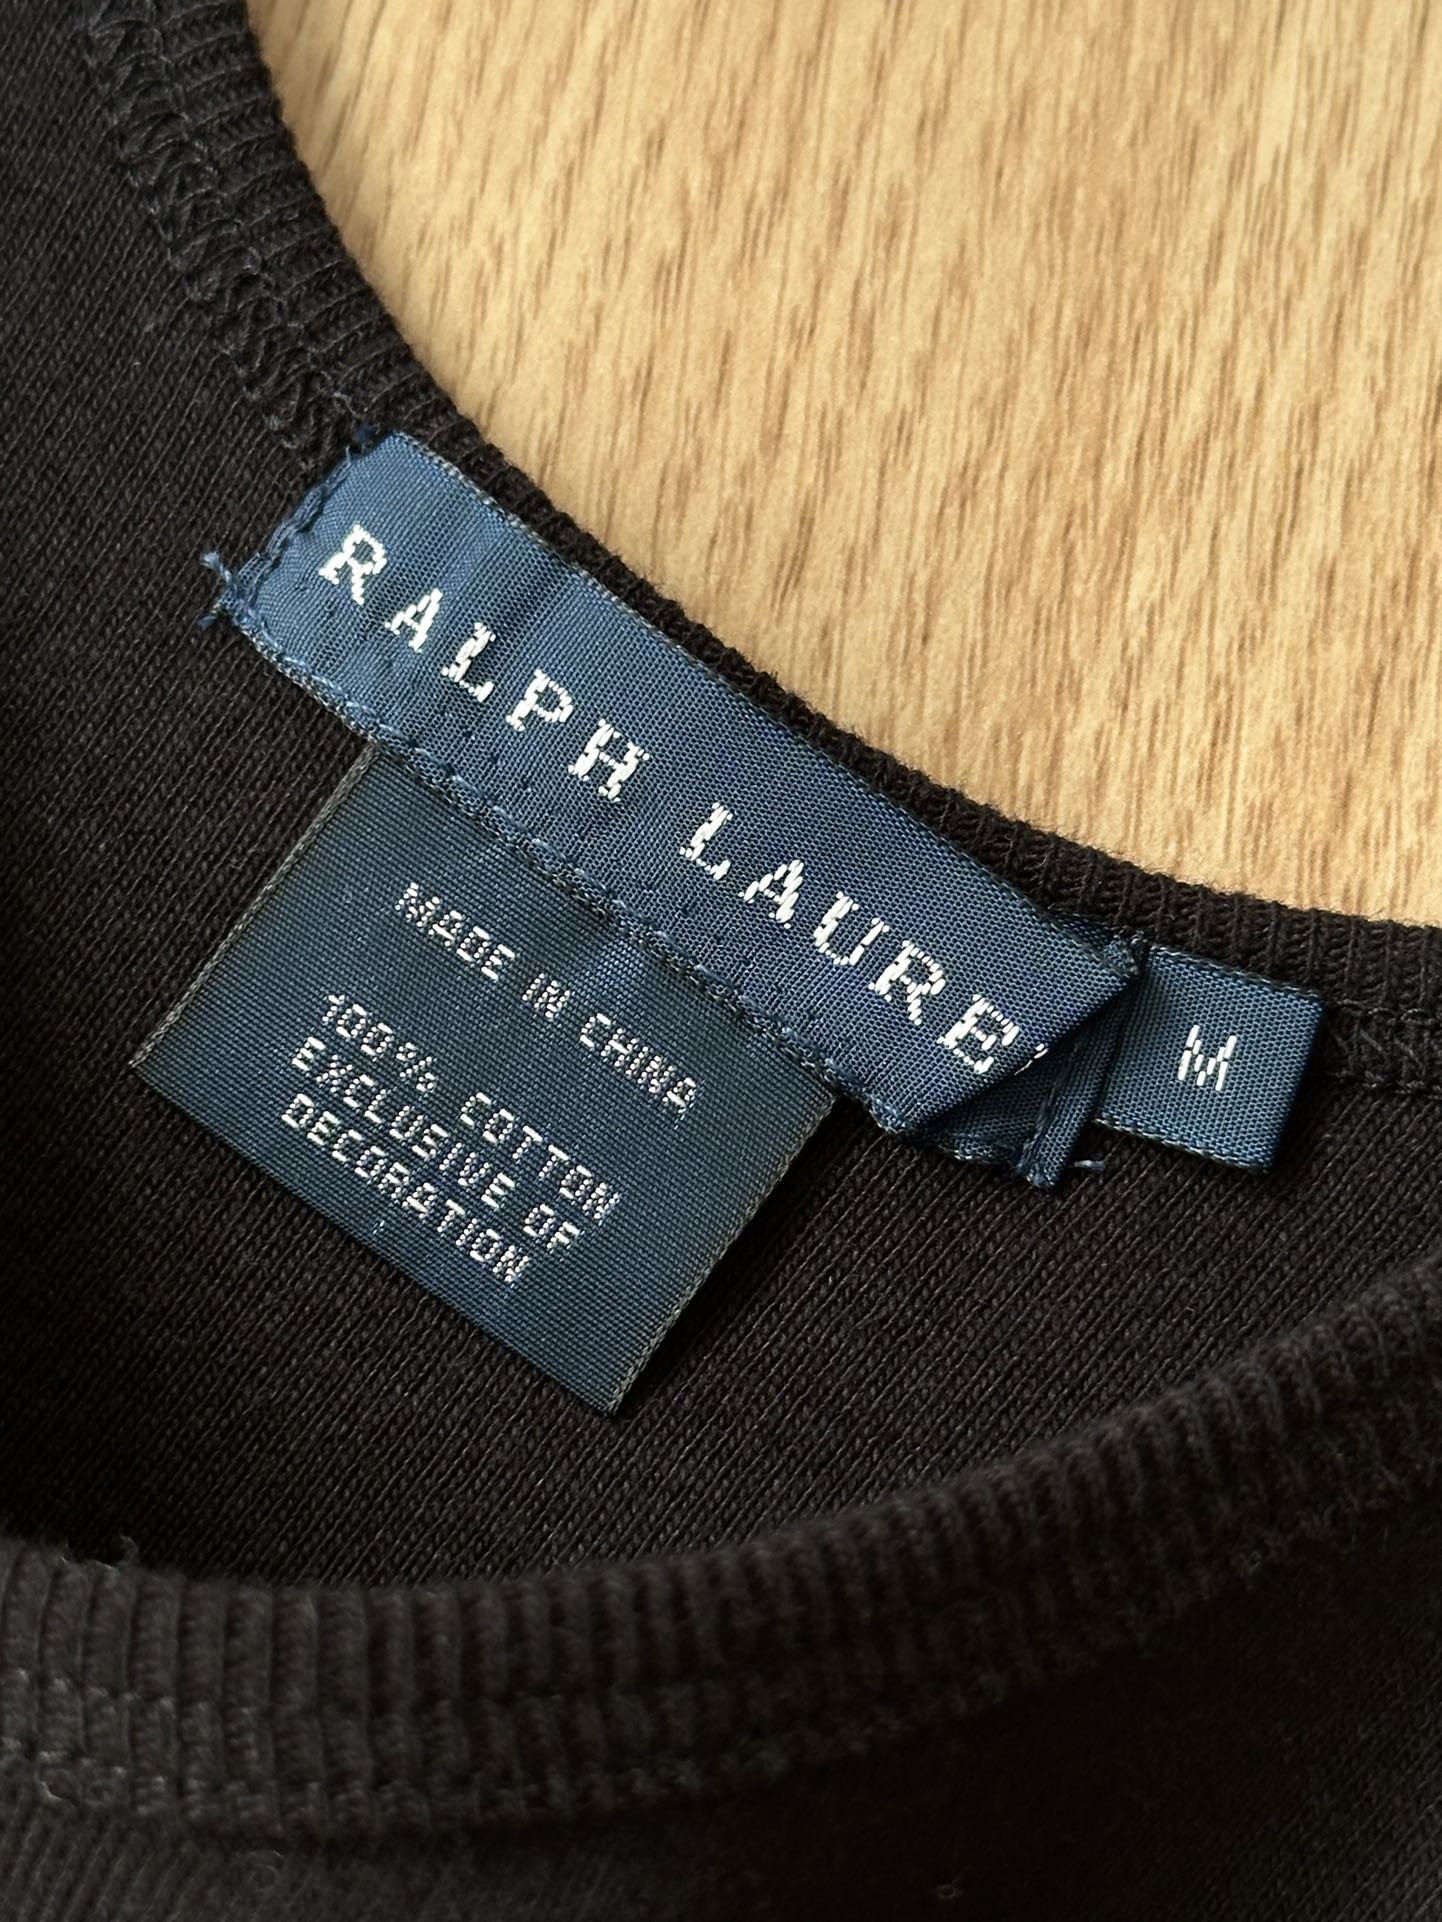 RALPH LAURE
M
MADE IN CHINA
100% COTTON
EXCLUSIVE OF
DECORATION